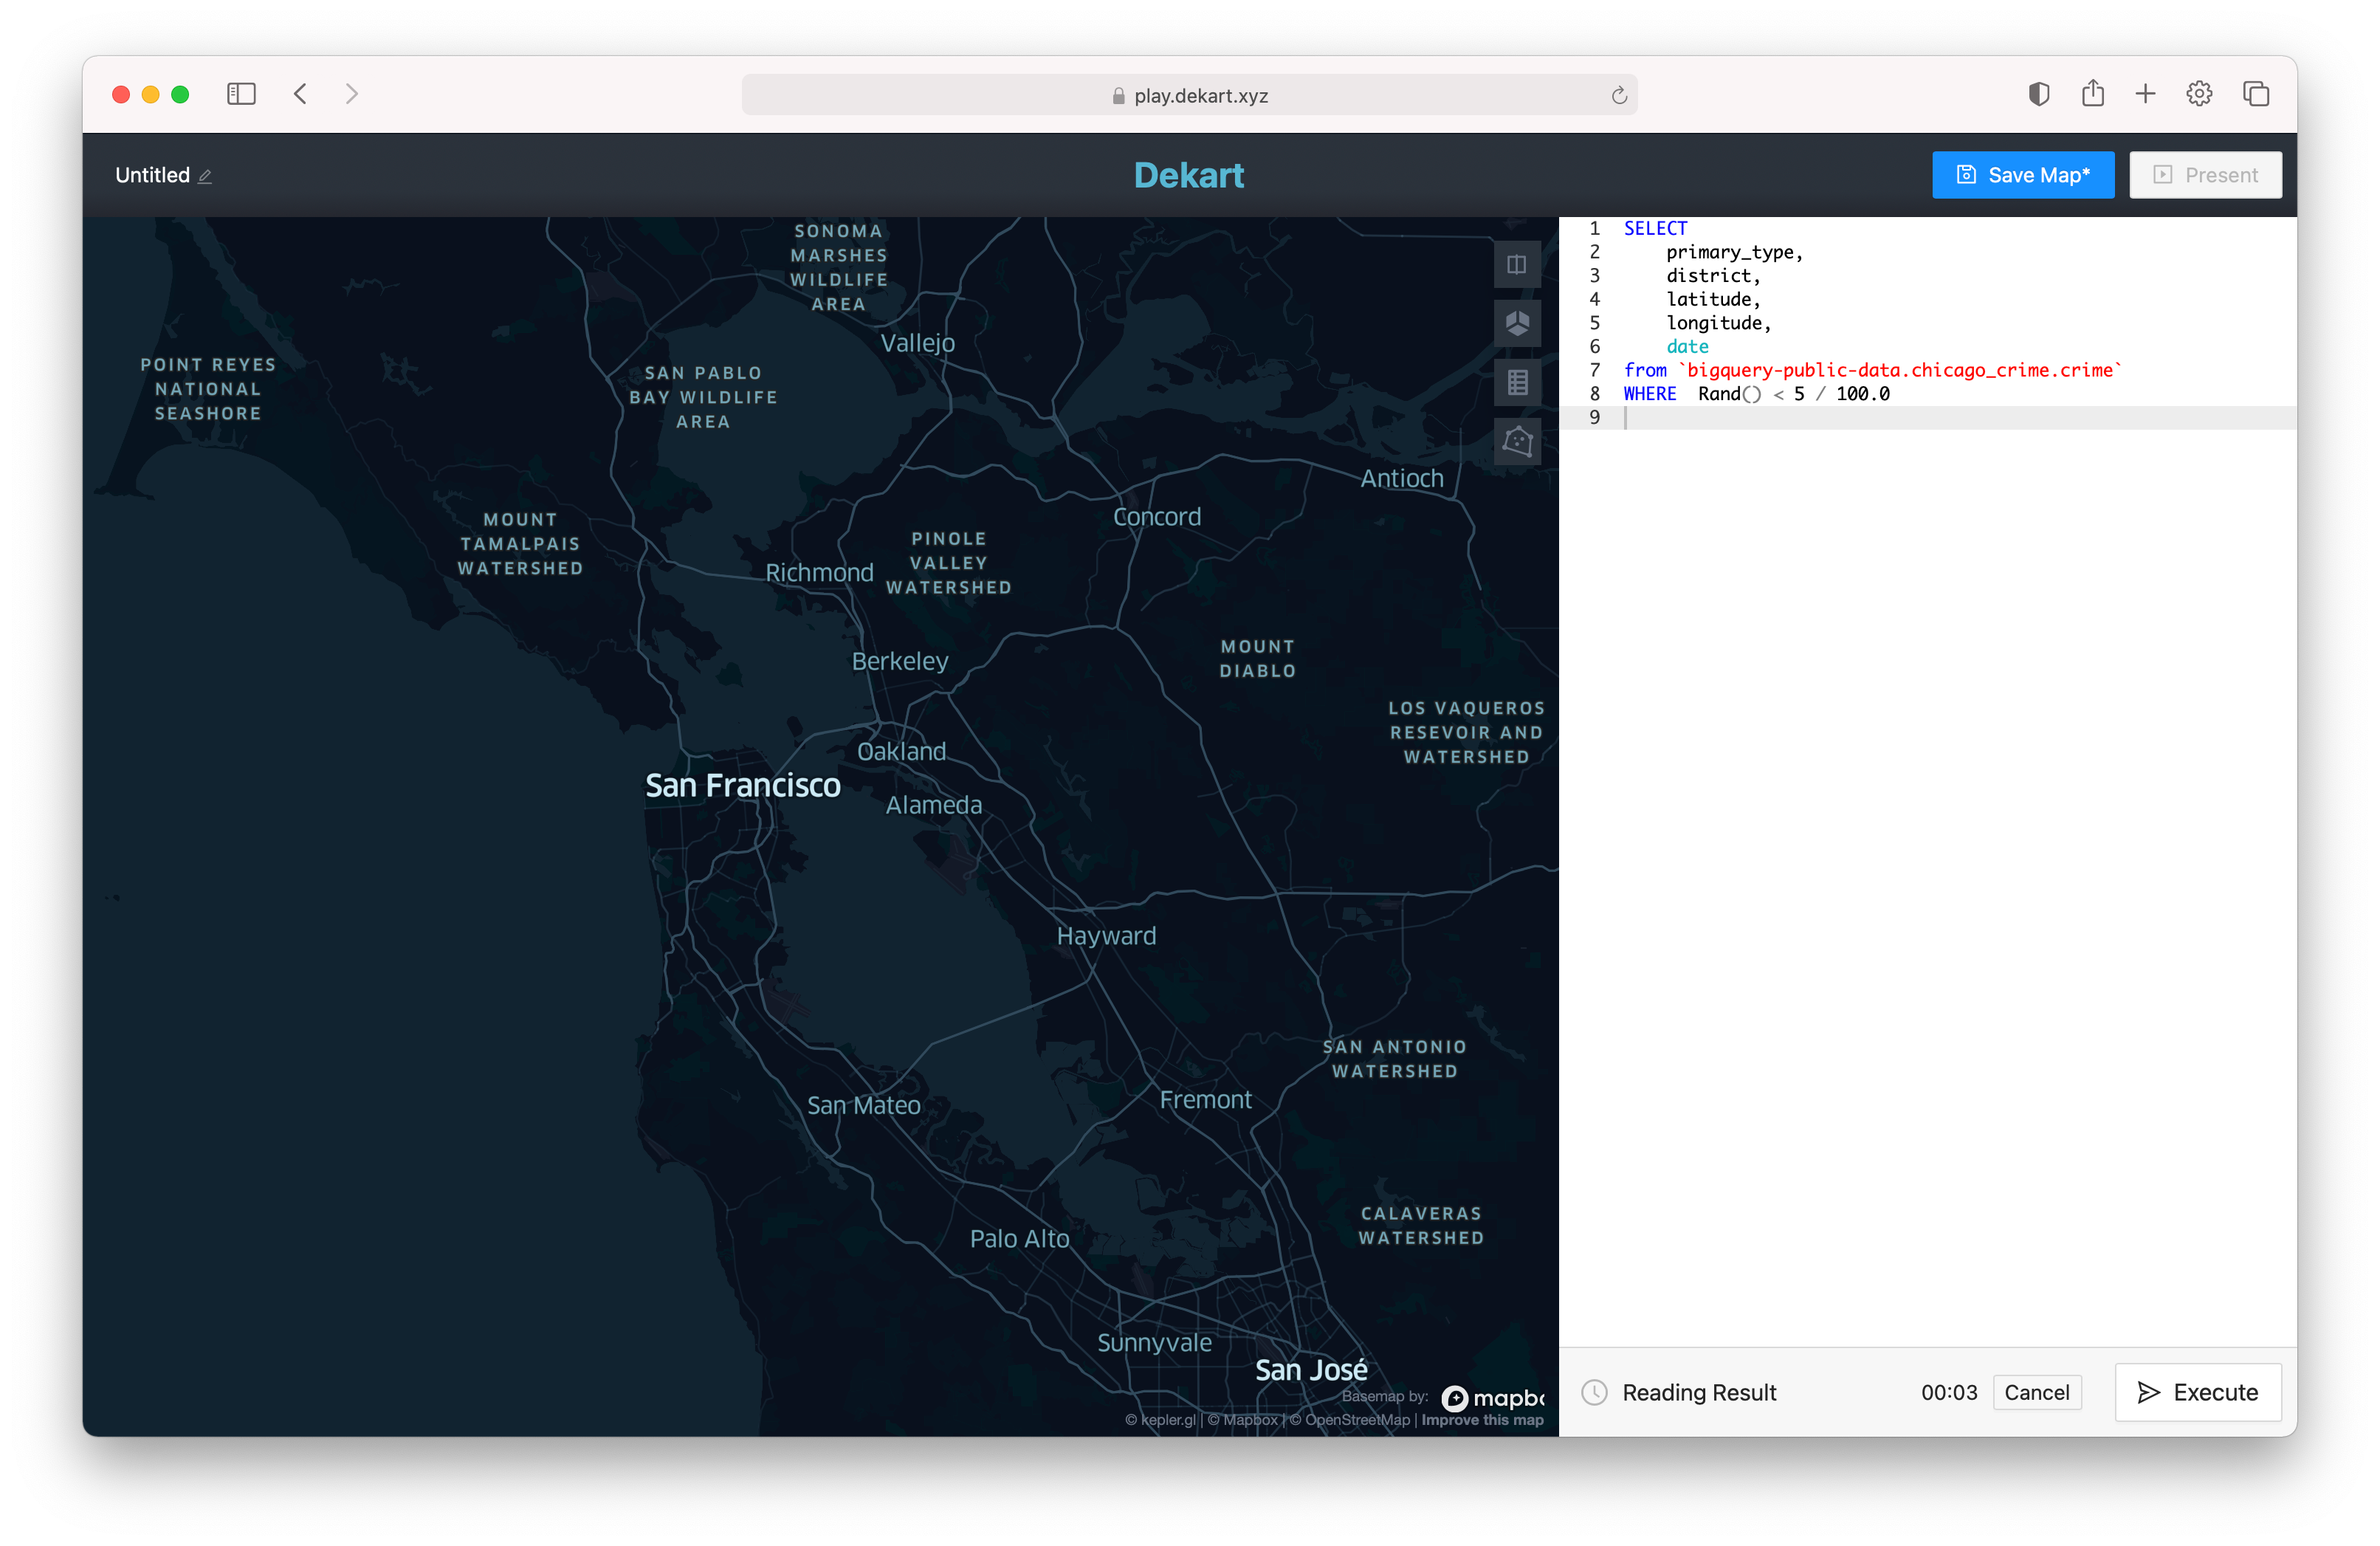 play.dekart.xyz
Untitled
Dekart
Save Map*
Present
SONOMA
MARSHES
WILDLIFE
AREA
Vallejo
POINT REYES
NATIONAL
SEASHORE
SAN PABLO
BAY WILDLIFE
AREA
Antioch
Concord
MOUNT
TAMALPAIS
WATERSHED
PINOLE
VALLEY
WATERSHED
Richmond
Berkeley
MOUNT
DIABLO
LOS VAQUEROS
RESEVOIR AND
WATERSHED
Oakland
San Francisco
Alameda
Hayward
SAN ANTONIO
WATERSHED
San Mateo
Fremont
CALAVERAS
WATERSHED
Palo Alto
Sunnyvale
San José
Basemap by: mapbo
© kepler.gl | © Mapbox | © OpenStreetMap | Improve this map
1 SELECT
2 primary_type,
3 district,
4 latitude,
5 longitude,
6 date
7 from `bigquery-public-data.chicago_crime.crime`
8 WHERE  Rand() < 5 / 100.0
9
Reading Result
00:03
Cancel
Execute